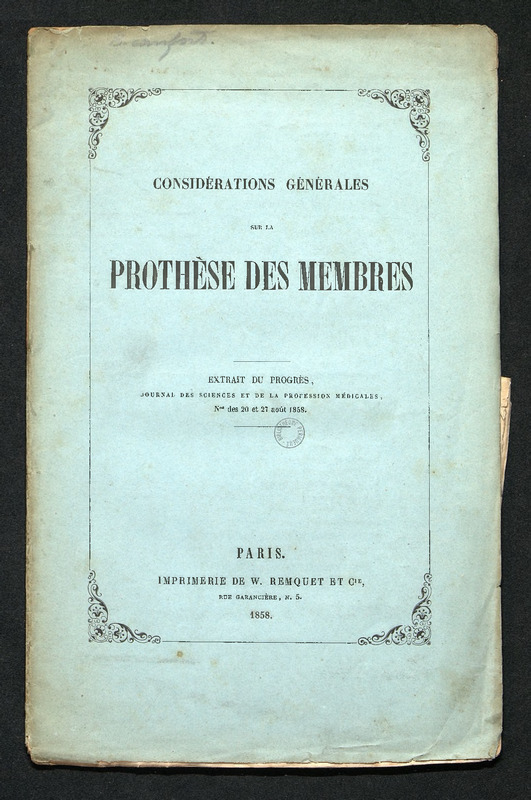 CONSIDÉRATIONS GÉNÉRALES
SUR LA
PROTHÈSE DES MEMBRES
EXTRAIT DU PROGRÈS,
JOURNAL DES SCIENCES ET DE LA PROFESSION MÉDICALES,
Nos des 20 et 27 août 1858.
PARIS.
IMPRIMERIE DE W. REMQUET ET Cie,
RUE GARANCIÈRE, N. 5.
1858.